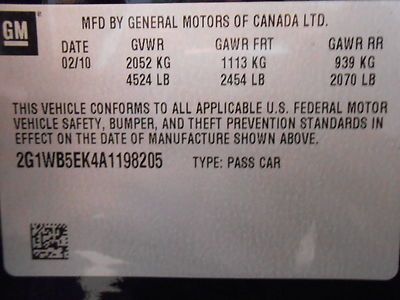 GM
MFD BY GENERAL MOTORS OF CANADA LTD.
DATE GVWR GAWR FRT GAWR RR
02/10 2052 KG 1113 KG 939 KG
4524 LB 2454 LB 2070 LB
THIS VEHICLE CONFORMS TO ALL APPLICABLE U.S. FEDERAL MOTOR
VEHICLE SAFETY, BUMPER, AND THEFT PREVENTION STANDARDS IN
EFFECT ON THE DATE OF MANUFACTURE SHOWN ABOVE.
2G1WB5EK4A1198205 TYPE: PASS CAR